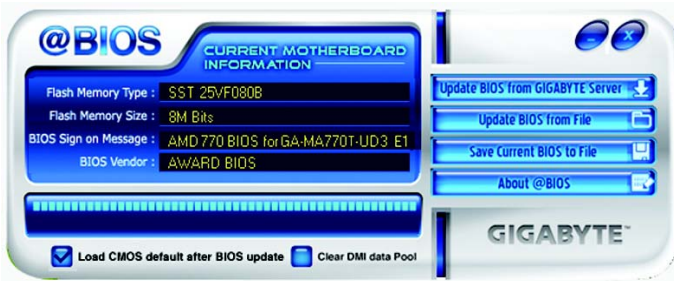 @BIOS
CURRENT MOTHERBOARD
INFORMATION
Flash Memory Type : SST 25VF080B
Flash Memory Size : 8M Bits
BIOS Sign on Message : AMD 770 BIOS for GA-MA770T-UD3 E1
BIOS Vendor : AWARD BIOS
Load CMOS default after BIOS update
Clear DMI data Pool
- x
Update BIOS from GIGABYTE Server
Update BIOS from File
Save Current BIOS to File
About @BIOS
GIGABYTE™